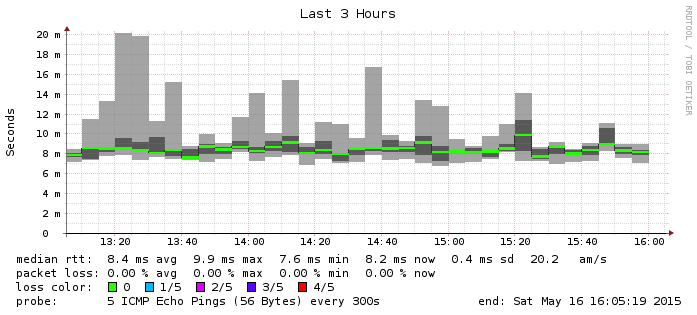 Last 3 Hours
RRDTOOL / TOBI OETIKER
Seconds
20 m
18 m
16 m
14 m
12 m
10 m
8 m
6 m
4 m
2 m
0
13:20 13:40 14:00 14:20 14:40 15:00 15:20 15:40 16:00
median rtt: 8.4 ms avg 9.9 ms max 7.6 ms min 8.2 ms now 0.4 ms sd 20.2 am/s
packet loss: 0.00 % avg 0.00 % max 0.00 % min 0.00 % now
loss color: 0 1/5 2/5 3/5 4/5
probe: 5 ICMP Echo Pings (56 Bytes) every 300s end: Sat May 16 16:05:19 2015